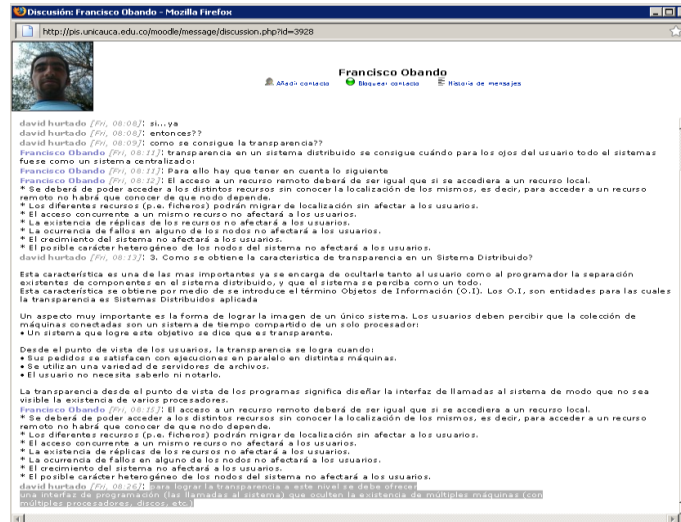 Discusión: Francisco Obando - Mozilla Firefox
http://pis.unicauca.edu.co/moodle/message/discussion.php?id=3928
Francisco Obando
Añadir contacto Bloquear contacto Historia de mensajes
david hurtado [Fri, 08:08]: si...ya
david hurtado [Fri, 08:08]: entonces??
david hurtado [Fri, 08:09]: como se consigue la transparencia??
Francisco Obando [Fri, 08:11]: transparencia en un sistema distribuido se consigue cuándo para los ojos del usuario todo el sistemas
fuese como un sistema centralizado:
Francisco Obando [Fri, 08:11]: Para ello hay que tener en cuenta lo siguiente
Francisco Obando [Fri, 08:12]: El acceso a un recurso remoto deberá de ser igual que si se accediera a un recurso local.
* Se deberá de poder acceder a los distintos recursos sin conocer la localización de los mismos, es decir, para acceder a un recurso
remoto no habrá que conocer de que nodo depende.
* Los diferentes recursos (p.e. ficheros) podrán migrar de localización sin afectar a los usuarios.
* El acceso concurrente a un mismo recurso no afectará a los usuarios.
* La existencia de réplicas de los recursos no afectará a los usuarios.
* La ocurrencia de fallos en alguno de los nodos no afectará a los usuarios.
* El crecimiento del sistema no afectará a los usuarios.
* El posible carácter heterogéneo de los nodos del sistema no afectará a los usuarios.
david hurtado [Fri, 08:13]: 3. Como se obtiene la caracteristica de transparencia en un Sistema Distribuido?
Esta característica es una de las mas importantes ya se encarga de ocultarle tanto al usuario como al programador la separación
existentes de componentes en el sistema distribuido, y que el sistema se perciba como un todo.
Esta característica se obtiene por medio de se introduce el término Objetos de Información (O.I). Los O.I, son entidades para las cuales
la transparencia es Sistemas Distribuidos aplicada
Un aspecto muy importante es la forma de lograr la imagen de un único sistema. Los usuarios deben percibir que la colección de
máquinas conectadas son un sistema de tiempo compartido de un solo procesador:
• Un sistema que logre este objetivo se dice que es transparente.
Desde el punto de vista de los usuarios, la transparencia se logra cuando:
• Sus pedidos se satisfacen con ejecuciones en paralelo en distintas máquinas.
• Se utilizan una variedad de servidores de archivos.
• El usuario no necesita saberlo ni notarlo.
La transparencia desde el punto de vista de los programas significa diseñar la interfaz de llamadas al sistema de modo que no sea
visible la existencia de varios procesadores.
Francisco Obando [Fri, 08:15]: El acceso a un recurso remoto deberá de ser igual que si se accediera a un recurso local.
* Se deberá de poder acceder a los distintos recursos sin conocer la localización de los mismos, es decir, para acceder a un recurso
remoto no habrá que conocer de que nodo depende.
* Los diferentes recursos (p.e. ficheros) podrán migrar de localización sin afectar a los usuarios.
* El acceso concurrente a un mismo recurso no afectará a los usuarios.
* La existencia de réplicas de los recursos no afectará a los usuarios.
* La ocurrencia de fallos en alguno de los nodos no afectará a los usuarios.
* El crecimiento del sistema no afectará a los usuarios.
* El posible carácter heterogéneo de los nodos del sistema no afectará a los usuarios.
david hurtado [Fri, 08:26]: para lograr la transparencia a este nivel se debe ofrecer
una interfas de programación (las llamadas al sistema) que oculten la existencia de múltiples máquinas (con
múltiples procesadores, discos, etc.)